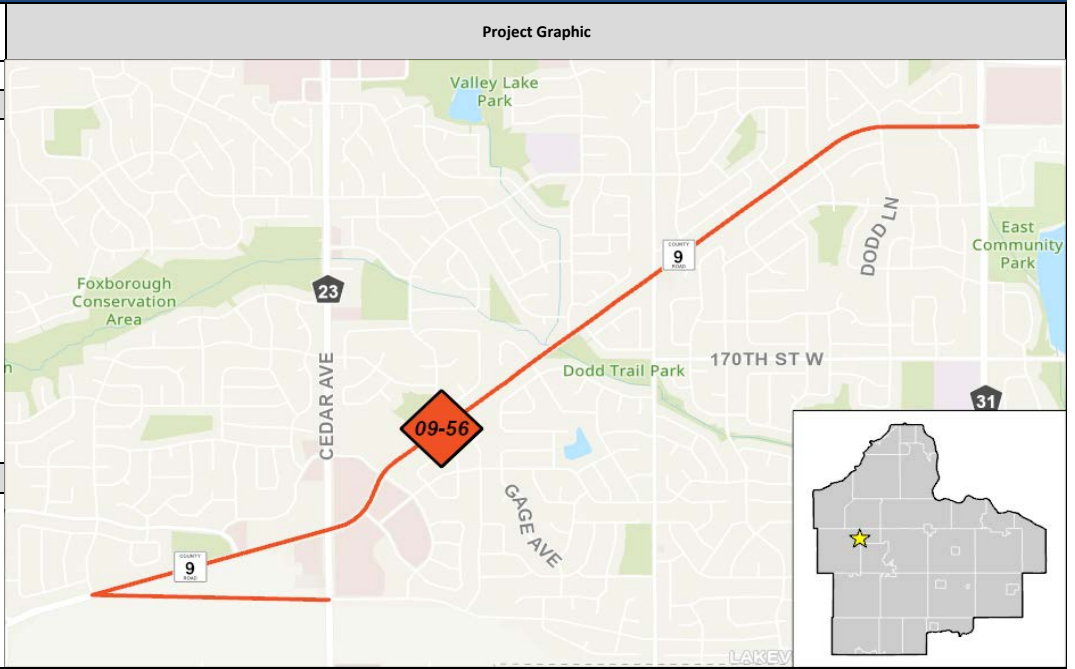 Project Graphic
Valley Lake
Park
DODD LN
East
Community
Park
COUNTY
9
ROAD
Foxborough
Conservation
Area
23
n
CEDAR AVE
Dodd Trail Park
170TH ST W
31
09-56
GAGE AVE
COUNTY
9
ROAD
LAKEV